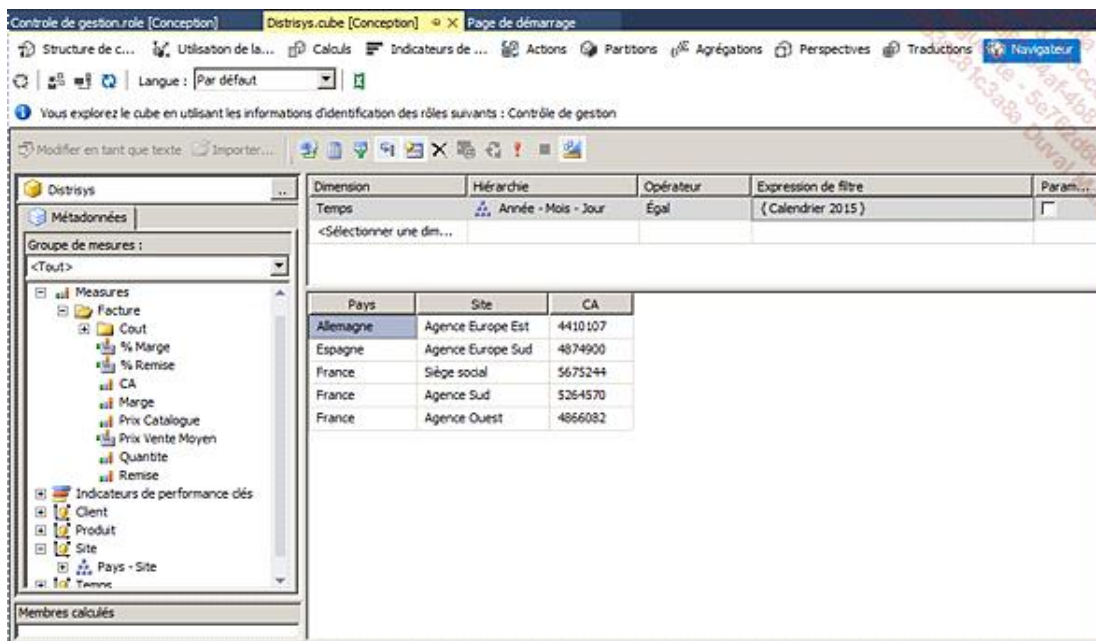 Controle de gestion.role [Conception] Distrisys.cube [Conception] Page de démarrage
Structure de c... Utilisation de la... Calculs Indicateurs de ... Actions Partitions Agrégations Perspectives Traductions Navigateur
Langue : Par défaut
Vous explorez le cube en utilisant les informations d'identification des rôles suivants : Contrôle de gestion
Modifier en tant que texte Importer...
Distrisys ..
Métadonnées
Groupe de mesures :
<Tout>
Measures
Facture
Cout
% Marge
% Remise
CA
Marge
Prix Catalogue
Prix Vente Moyen
Quantite
Remise
Indicateurs de performance clés
Client
Produit
Site
Pays - Site
Temps
Membres calculés
Dimension Hiérarchie Opérateur Expression de filtre Param...
Temps Année - Mois - Jour Égal { Calendrier 2015 }
<Sélectionner une dim...
Pays Site CA
Allemagne Agence Europe Est 4410107
Espagne Agence Europe Sud 4874900
France Siège social 5675244
France Agence Sud 5264570
France Agence Ouest 4866082